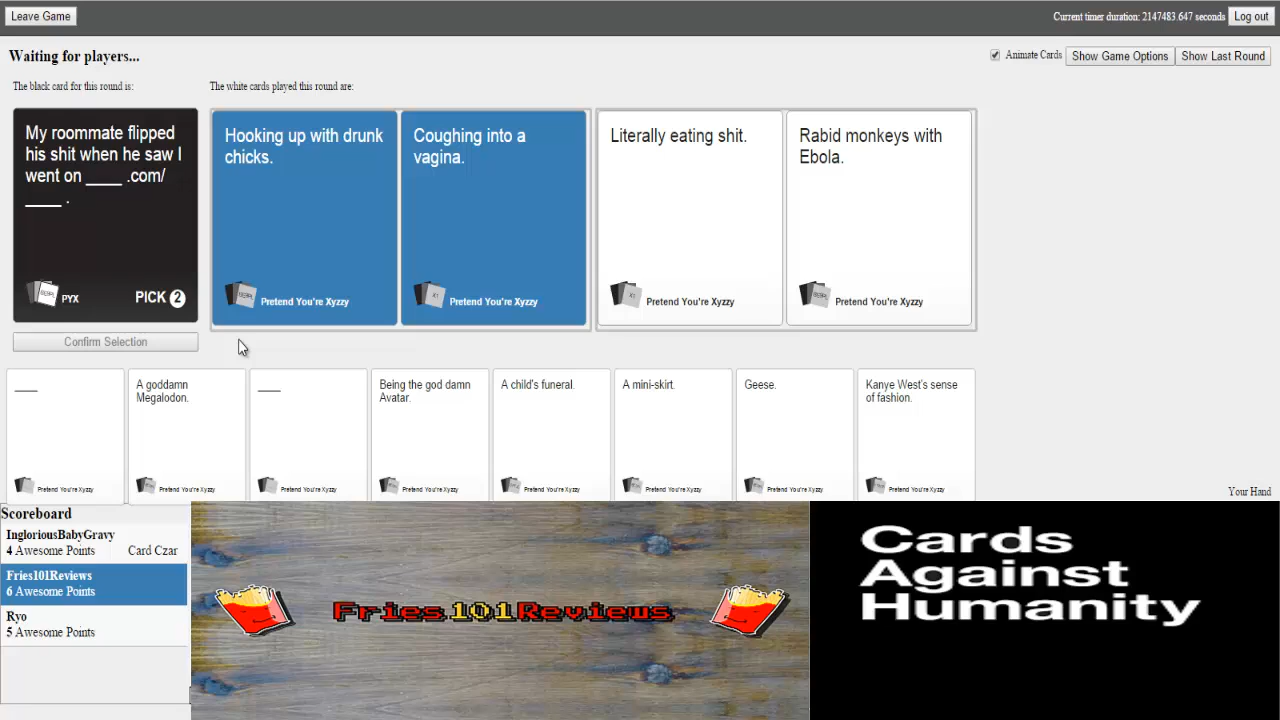 Leave Game
Current timer duration: 2147483.647 seconds
Log out
Waiting for players...
Animate Cards
Show Game Options
Show Last Round
The black card for this round is:
The white cards played this round are:
My roommate flipped
his shit when he saw I
went on ____ .com/
____ .
PYX
PICK 2
Hooking up with drunk
chicks.
Pretend You're Xyzzy
Coughing into a
vagina.
Pretend You're Xyzzy
Literally eating shit.
Pretend You're Xyzzy
Rabid monkeys with
Ebola.
Pretend You're Xyzzy
Confirm Selection
____
Pretend You're Xyzzy
A goddamn
Megalodon.
Pretend You're Xyzzy
____
Pretend You're Xyzzy
Being the god damn
Avatar.
Pretend You're Xyzzy
A child's funeral.
Pretend You're Xyzzy
A mini-skirt.
Pretend You're Xyzzy
Geese.
Pretend You're Xyzzy
Kanye West's sense
of fashion.
Pretend You're Xyzzy
Your Hand
Scoreboard
IngloriousBabyGravy
4 Awesome Points
Card Czar
Fries101Reviews
6 Awesome Points
Ryo
5 Awesome Points
Fries101Reviews
Cards
Against
Humanity